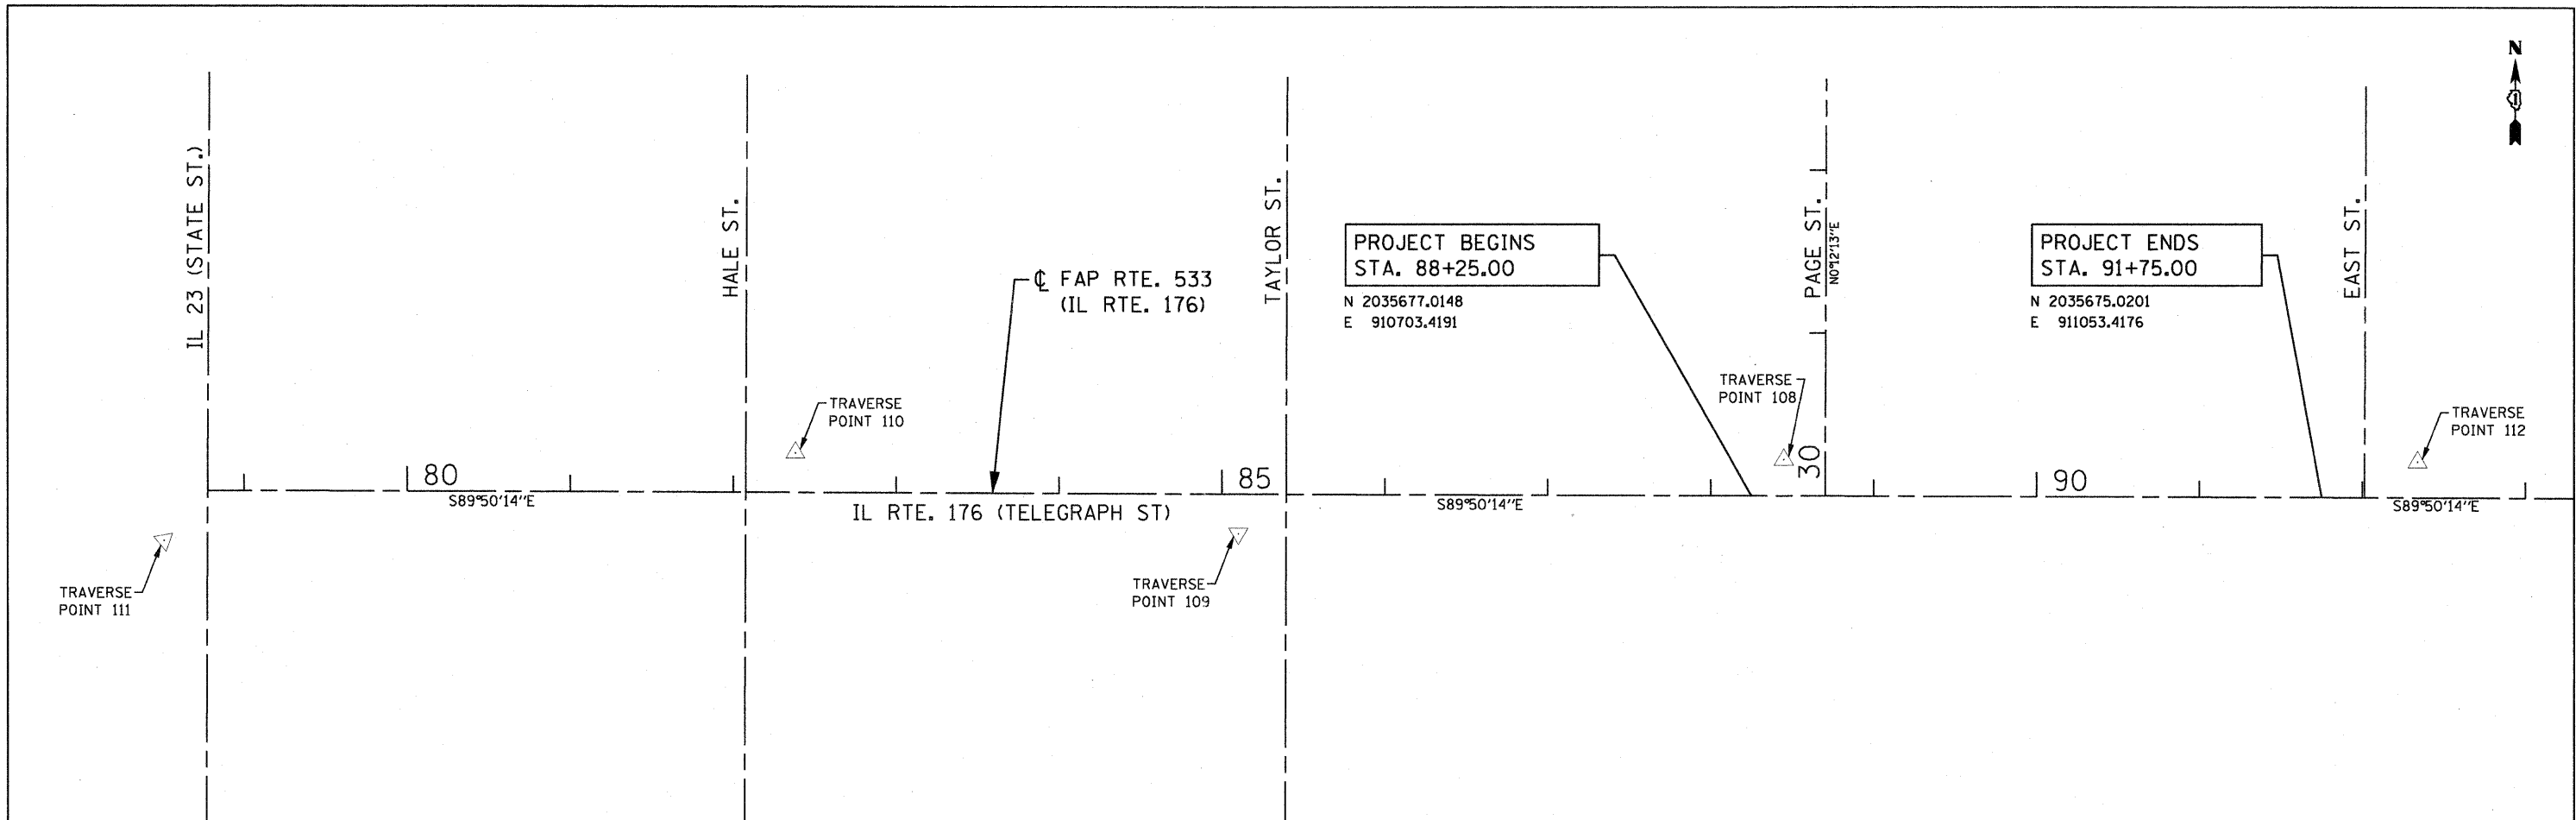 N
IL 23 (STATE ST.)
HALE ST.
TAYLOR ST.
PAGE ST.
N0°12'13"E
EAST ST.
PROJECT BEGINS
STA. 88+25.00
N 2035677.0148
E 910703.4191
PROJECT ENDS
STA. 91+75.00
N 2035675.0201
E 911053.4176
℄ FAP RTE. 533
(IL RTE. 176)
TRAVERSE
POINT 110
TRAVERSE
POINT 108
TRAVERSE
POINT 112
30
80
85
90
S89°50'14"E
S89°50'14"E
S89°50'14"E
IL RTE. 176 (TELEGRAPH ST)
TRAVERSE
POINT 111
TRAVERSE
POINT 109